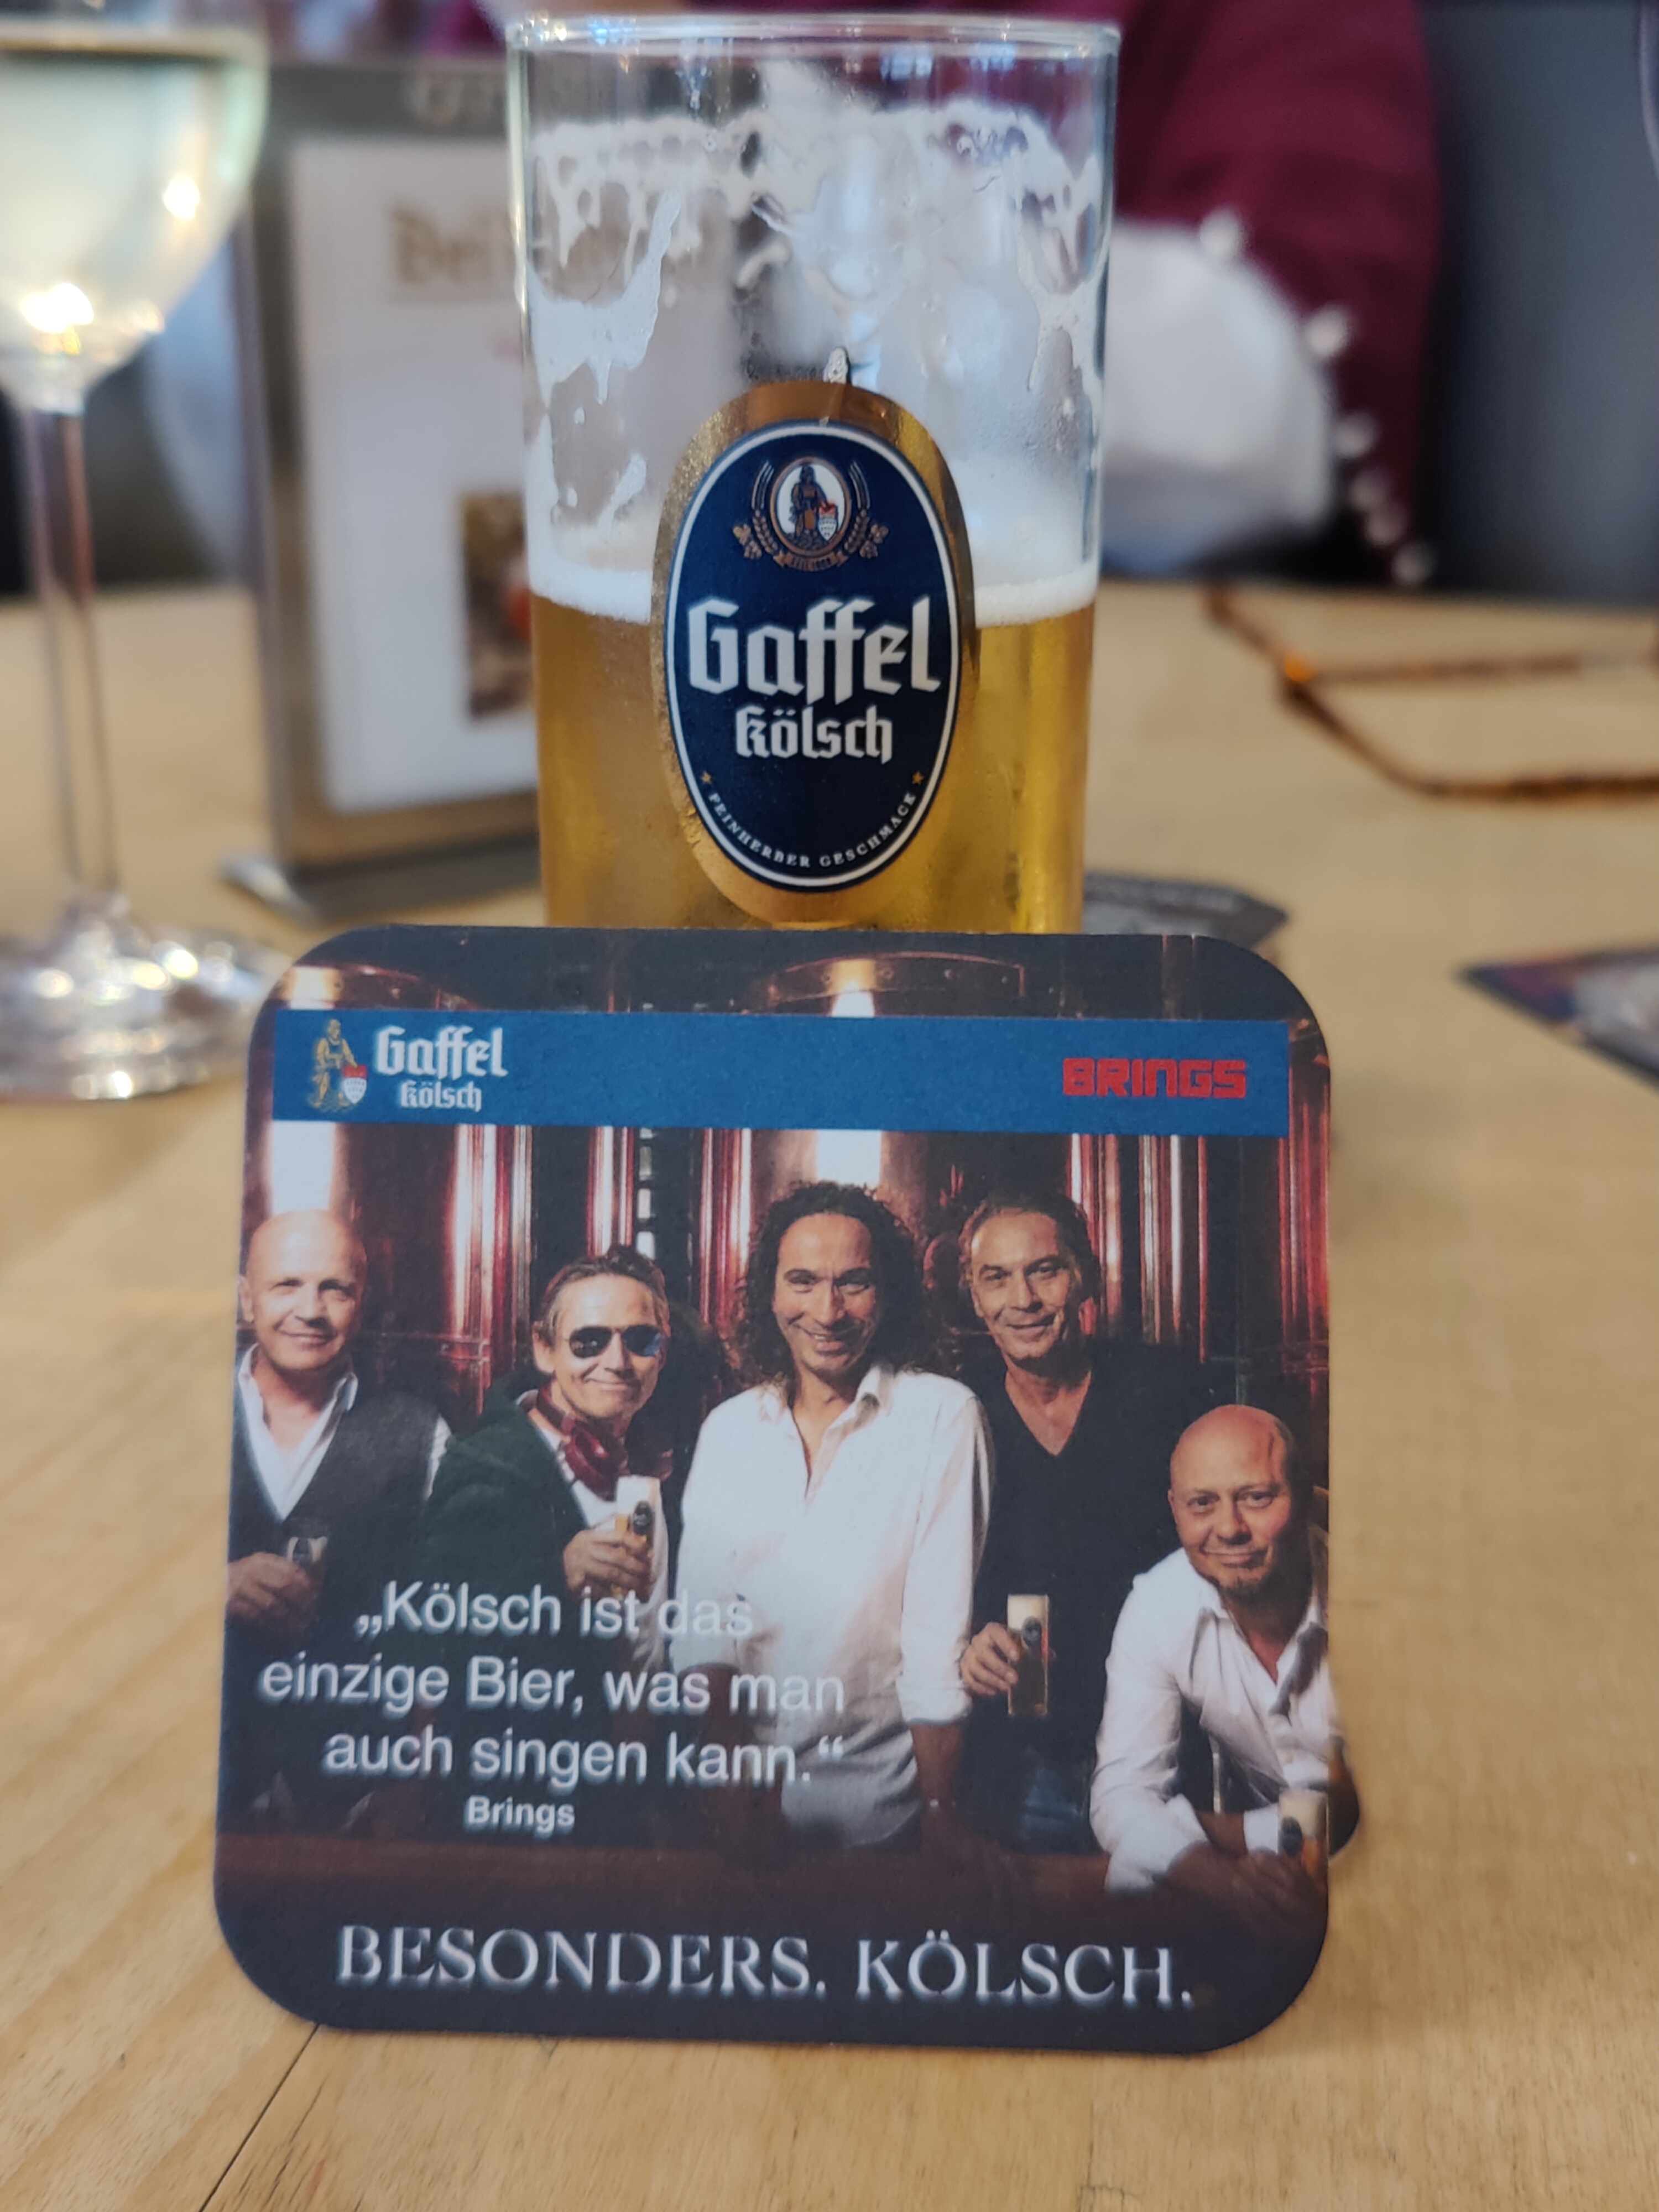 Gaffel
kölsch
FEINHERBER GESCHMACK
Gaffel
kölsch
BRINGS
„Kölsch ist das
einzige Bier, was man
auch singen kann.“
Brings
BESONDERS. KÖLSCH.